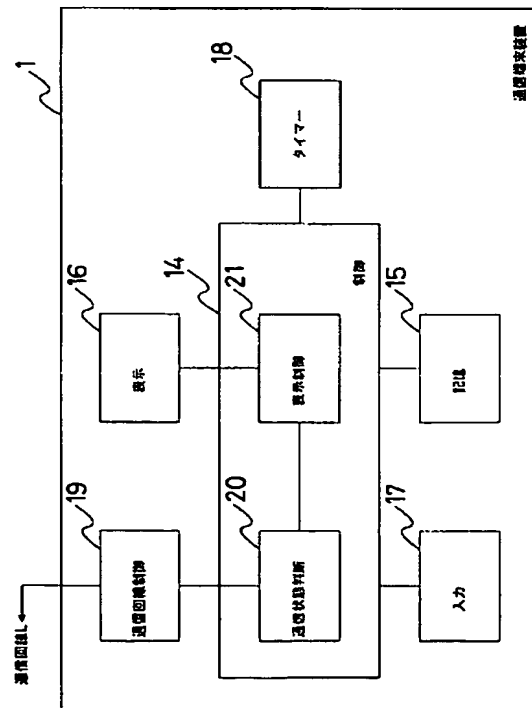 1
18
タイマー
16
表示
14
21
表示制御
制御
15
記憶
19
通信回線制御
20
通信状態判断
17
入力
通信回線L
通信端末装置